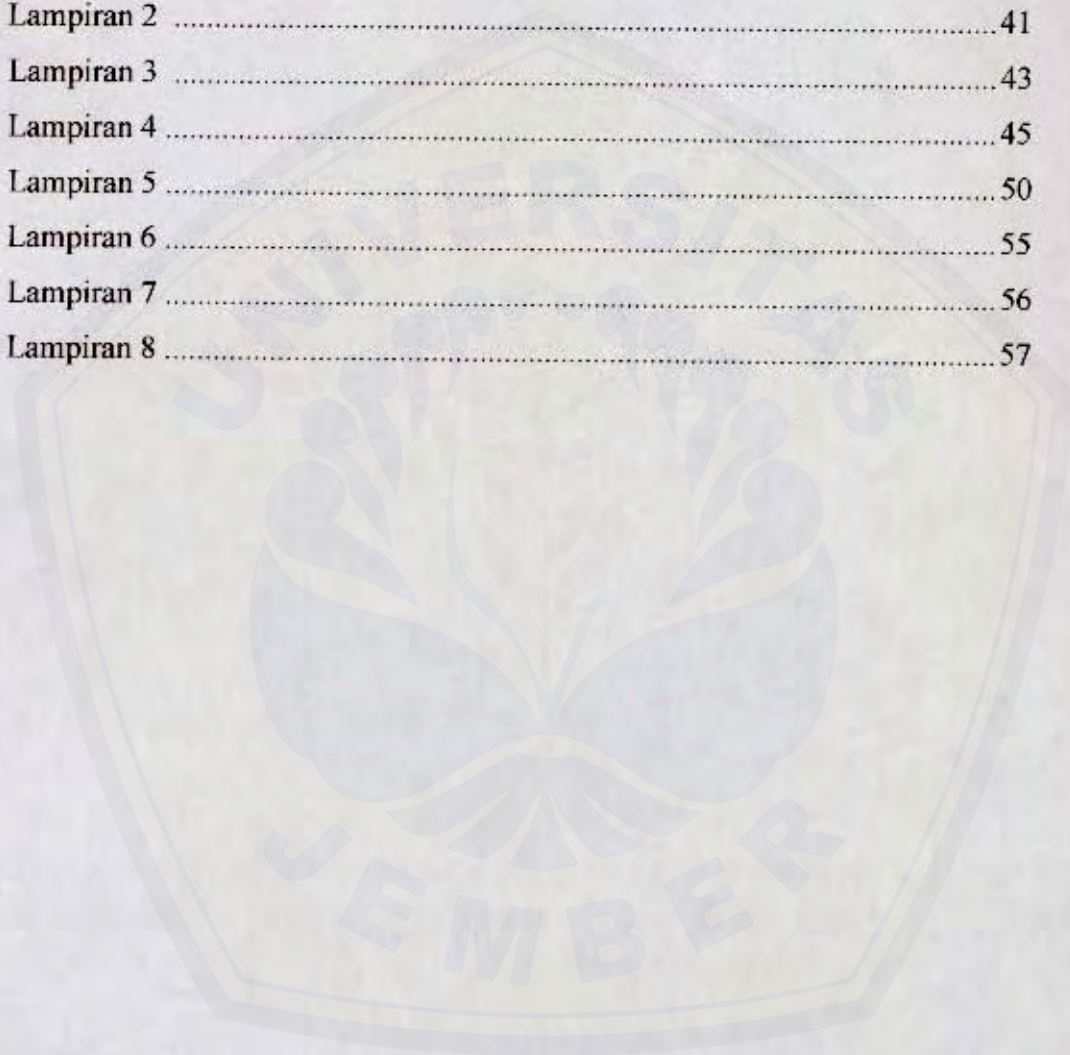 Lampiran 2 ........................................ 41
Lampiran 3 ........................................ 43
Lampiran 4 ........................................ 45
Lampiran 5 ........................................ 50
Lampiran 6 ........................................ 55
Lampiran 7 ........................................ 56
Lampiran 8 ........................................ 57
UNIVERSITAS
JEMBER